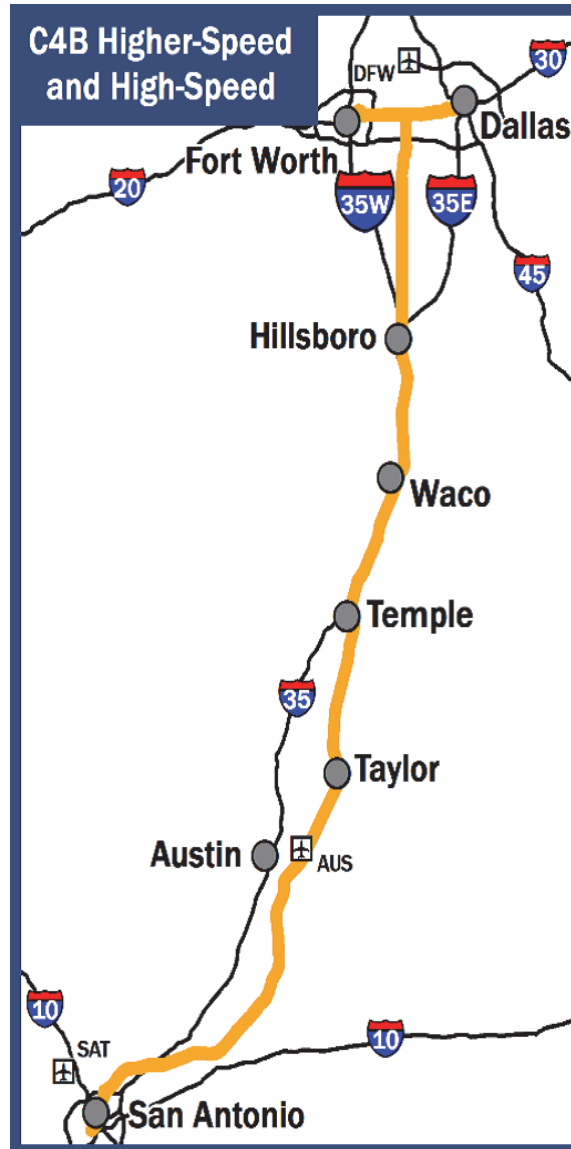 C4B Higher-Speed
and High-Speed
DFW
30
Dallas
Fort Worth
20
35W
35E
45
Hillsboro
Waco
Temple
35
Taylor
Austin
AUS
10
SAT
10
San Antonio